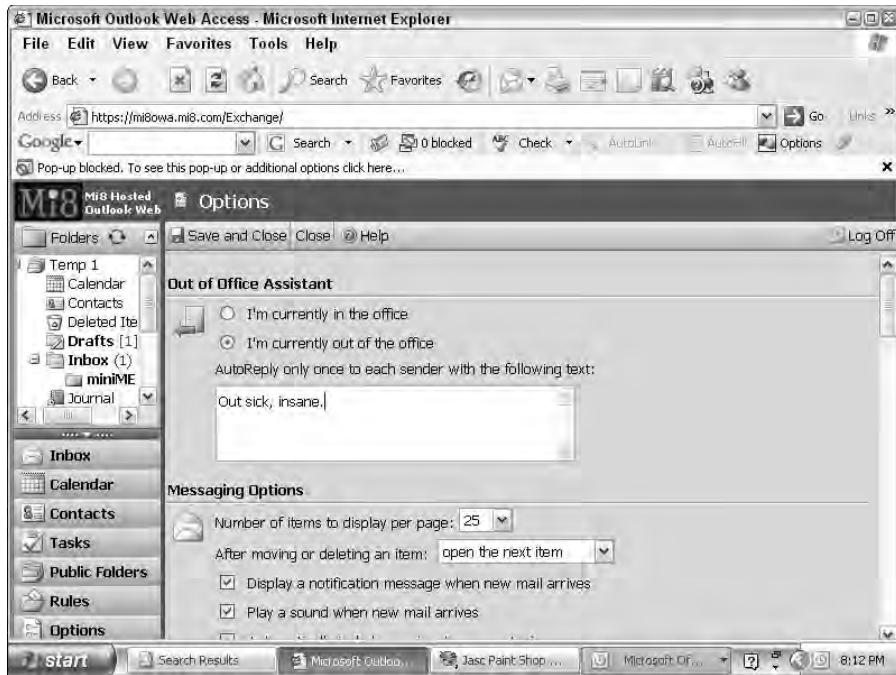 Microsoft Outlook Web Access - Microsoft Internet Explorer
File Edit View Favorites Tools Help
Back Search Favorites
Address https://mi8owa.mi8.com/Exchange/ Go Links »
Google Search 0 blocked Check AutoLink AutoFill Options
Pop-up blocked. To see this pop-up or additional options click here... x
Mi8 Mi8 Hosted Outlook Web Options
Folders Save and Close Close Help Log Off
Temp 1
Calendar
Contacts
Deleted Ite
Drafts [1]
Inbox (1)
miniME
Journal
Inbox
Calendar
Contacts
Tasks
Public Folders
Rules
Options
Out of Office Assistant
I'm currently in the office
I'm currently out of the office
AutoReply only once to each sender with the following text:
Out sick, insane.
Messaging Options
Number of items to display per page: 25
After moving or deleting an item: open the next item
Display a notification message when new mail arrives
Play a sound when new mail arrives
start Search Results Microsoft Outloo... Jasc Paint Shop ... Microsoft Of... 8:12 PM